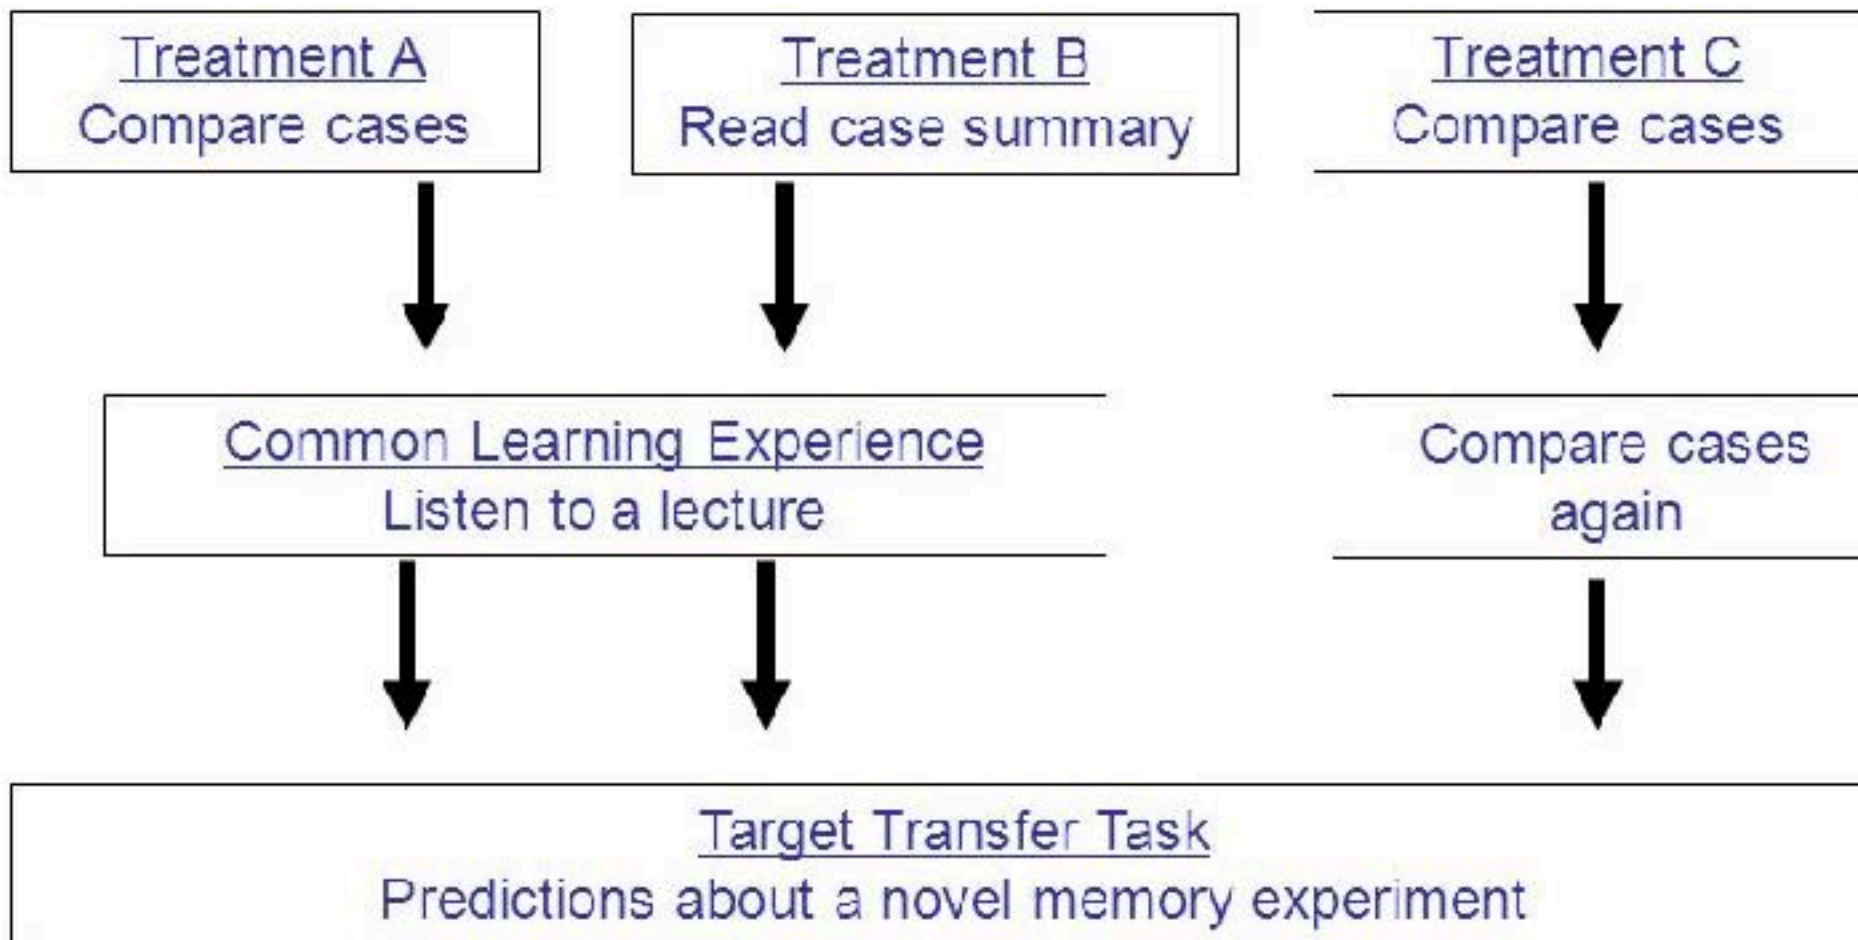 Treatment A
Compare cases
Treatment B
Read case summary
Treatment C
Compare cases
Common Learning Experience
Listen to a lecture
Compare cases
again
Target Transfer Task
Predictions about a novel memory experiment